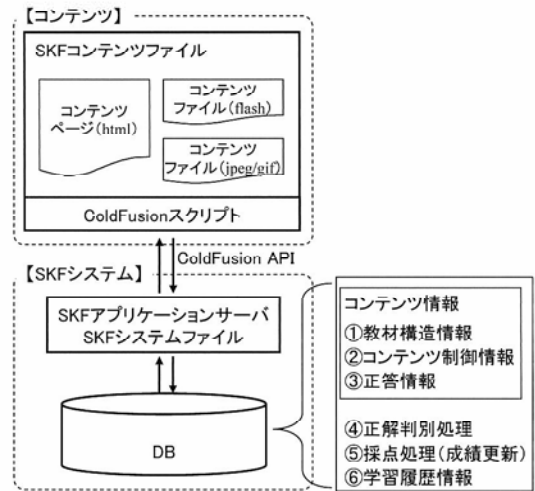 【コンテンツ】
SKFコンテンツファイル
コンテンツ
ページ(html)
コンテンツ
ファイル(flash)
コンテンツ
ファイル(jpeg/gif)
ColdFusionスクリプト
ColdFusion API
【SKFシステム】
SKFアプリケーションサーバ
SKFシステムファイル
DB
コンテンツ情報
①教材構造情報
②コンテンツ制御情報
③正答情報
④正解判別処理
⑤採点処理(成績更新)
⑥学習履歴情報